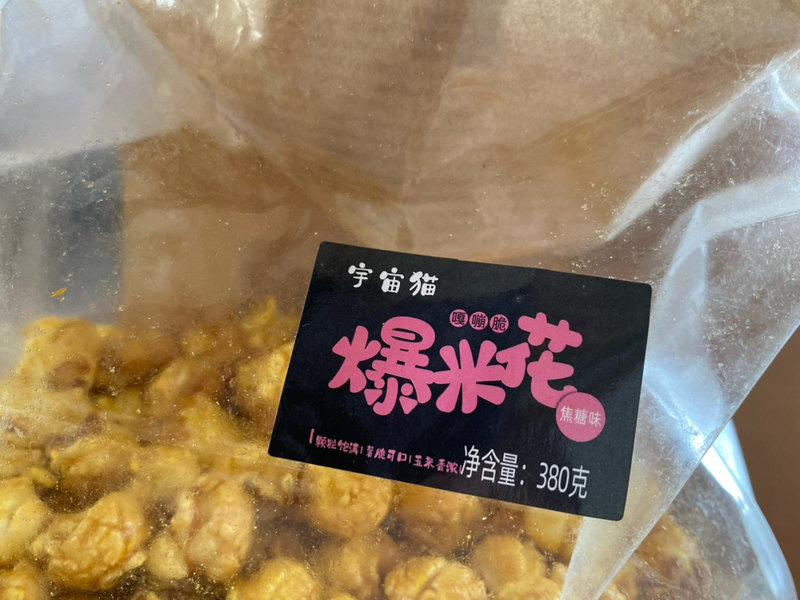 宇宙猫
嘎嘣脆
爆米花
焦糖味
颗粒饱满|香脆可口|玉米香浓
净含量：380克